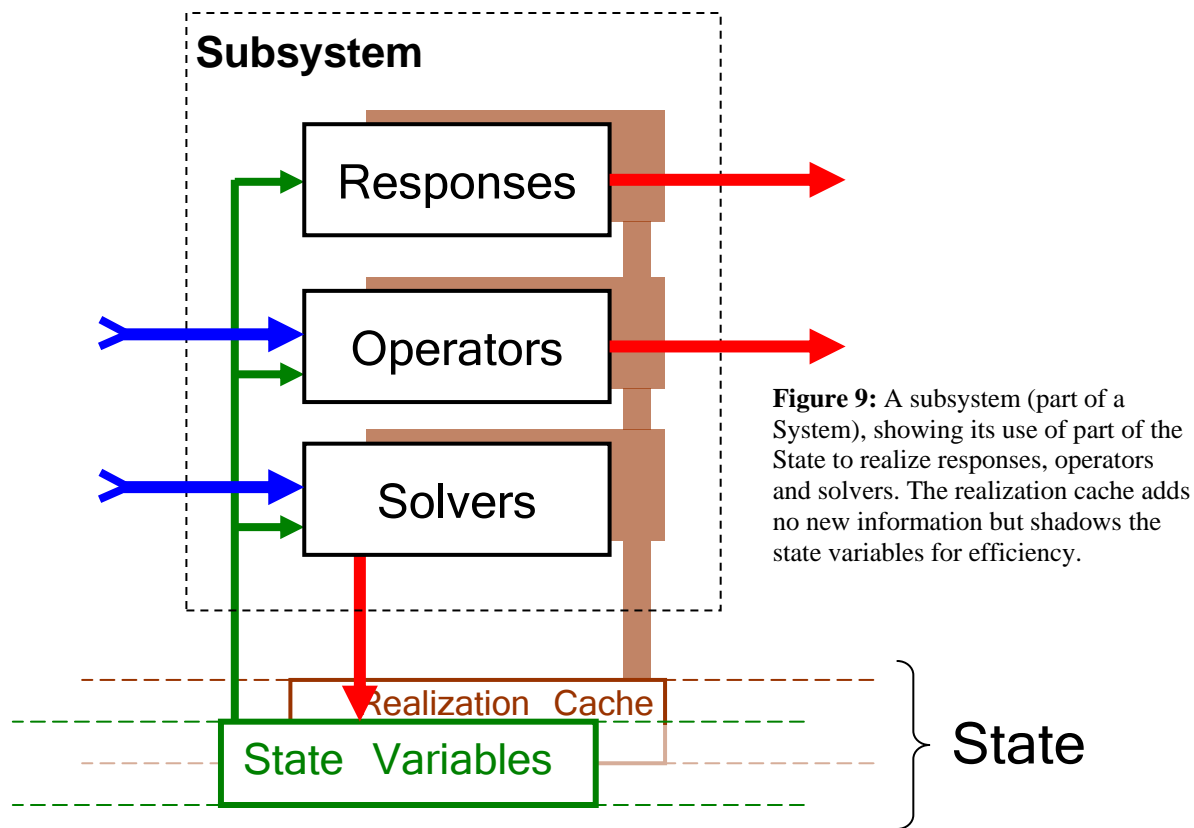 Subsystem
Responses
Operators
Solvers
Figure 9: A subsystem (part of a
System), showing its use of part of the
State to realize responses, operators
and solvers. The realization cache adds
no new information but shadows the
state variables for efficiency.
Realization Cache
State Variables
State